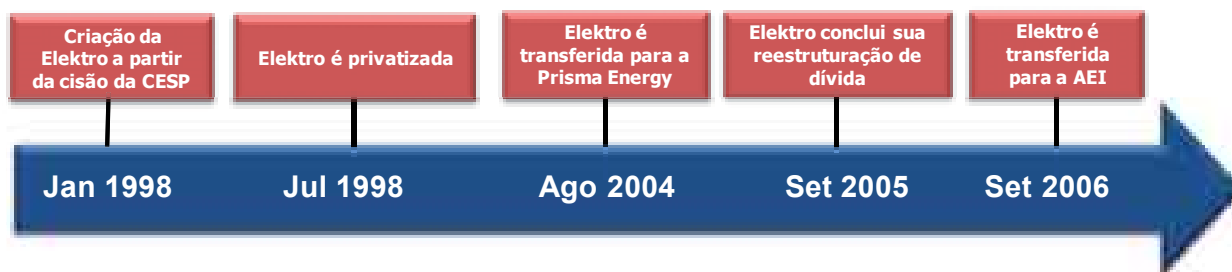 Criação da
Elektro a partir
da cisão da CESP
Elektro é privatizada
Elektro é
transferida para a
Prisma Energy
Elektro conclui sua
reestruturação de
dívida
Elektro é
transferida
para a AEI
Jan 1998
Jul 1998
Ago 2004
Set 2005
Set 2006